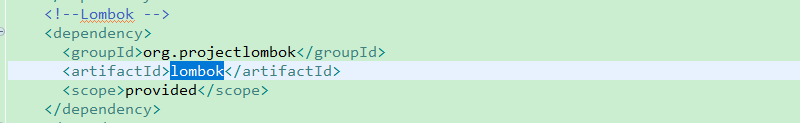 <!--Lombok -->
<dependency>
<groupId>org.projectlombok</groupId>
<artifactId>lombok</artifactId>
<scope>provided</scope>
</dependency>